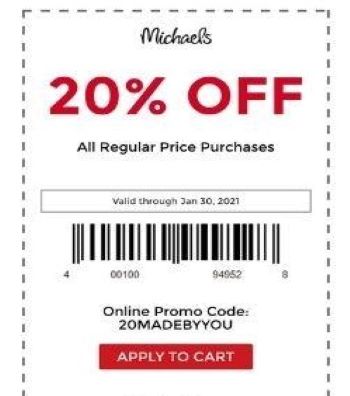 Michaels
20% OFF
All Regular Price Purchases
Valid through Jan 30, 2021
4 00100 94952 8
Online Promo Code:
20MADEBYYOU
APPLY TO CART